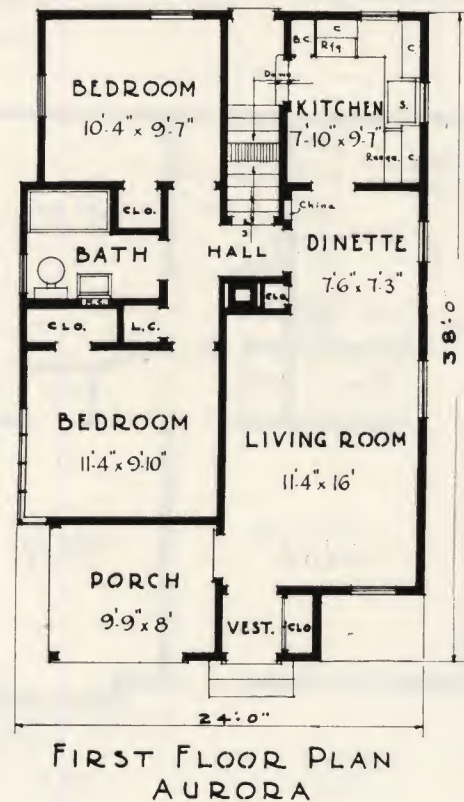 B.C.
C
Rfg.
C.
BEDROOM
10'-4" x 9'-7"
Down
KITCHEN
7'-10" x 9'-7"
S.
Range.
C.
CLO.
China
BATH
HALL
DINETTE
7'6" x 7'3"
CLO.
CLO.
L.C.
38'-0
BEDROOM
11'-4" x 9'-10"
LIVING ROOM
11'-4" x 16'
PORCH
9'-9" x 8'
VEST.
CLO
24'-0"
FIRST FLOOR PLAN
AURORA